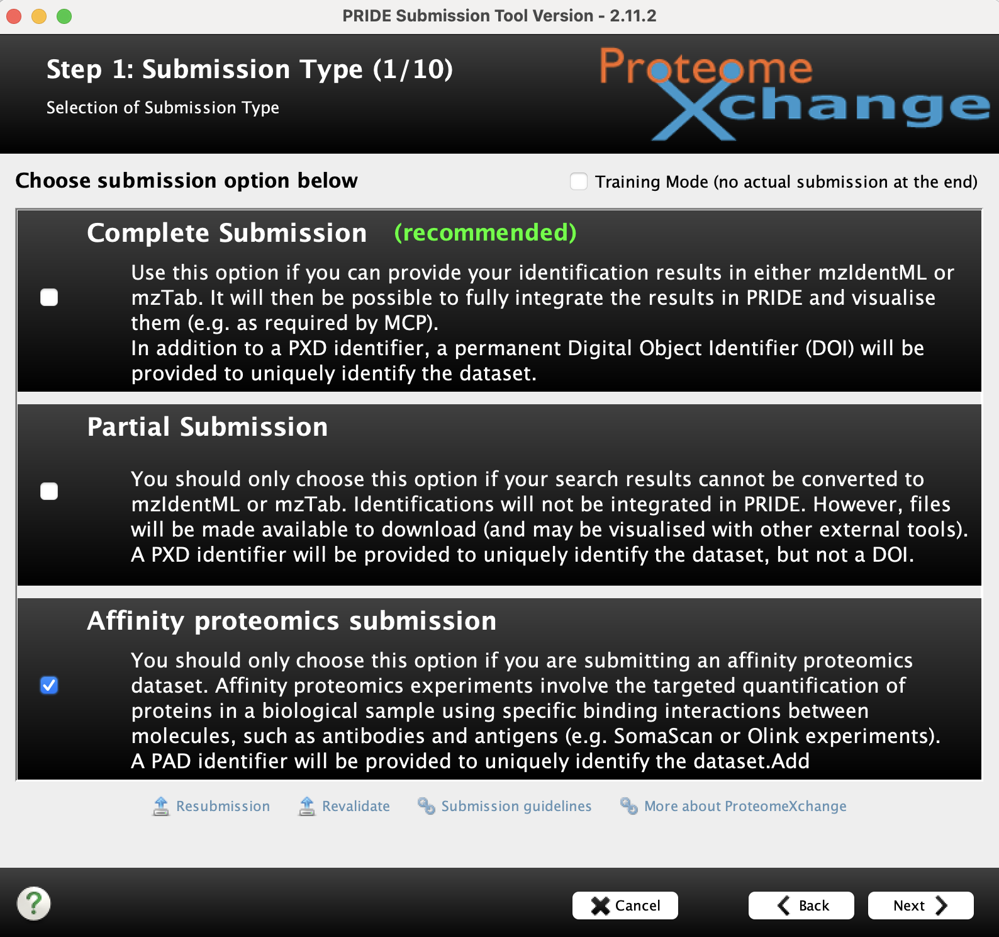 PRIDE Submission Tool Version - 2.11.2
Step 1: Submission Type (1/10)
Selection of Submission Type
Proteome
Xchange
Choose submission option below
Training Mode (no actual submission at the end)
Complete Submission (recommended)
Use this option if you can provide your identification results in either mzIdentML or
mzTab. It will then be possible to fully integrate the results in PRIDE and visualise
them (e.g. as required by MCP).
In addition to a PXD identifier, a permanent Digital Object Identifier (DOI) will be
provided to uniquely identify the dataset.
Partial Submission
You should only choose this option if your search results cannot be converted to
mzIdentML or mzTab. Identifications will not be integrated in PRIDE. However, files
will be made available to download (and may be visualised with other external tools).
A PXD identifier will be provided to uniquely identify the dataset, but not a DOI.
Affinity proteomics submission
You should only choose this option if you are submitting an affinity proteomics
dataset. Affinity proteomics experiments involve the targeted quantification of
proteins in a biological sample using specific binding interactions between
molecules, such as antibodies and antigens (e.g. SomaScan or Olink experiments).
A PAD identifier will be provided to uniquely identify the dataset.Add
Resubmission Revalidate Submission guidelines More about ProteomeXchange
? Cancel Back Next